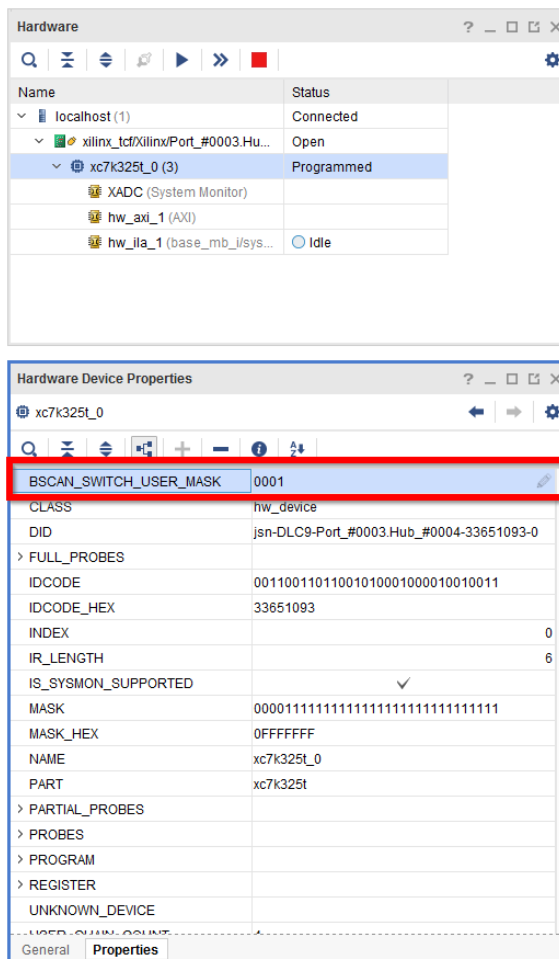 Hardware
Name Status
localhost (1) Connected
xilinx_tcf/Xilinx/Port_#0003.Hu... Open
xc7k325t_0 (3) Programmed
XADC (System Monitor)
hw_axi_1 (AXI)
hw_ila_1 (base_mb_i/sys... Idle
Hardware Device Properties
xc7k325t_0
BSCAN_SWITCH_USER_MASK 0001
CLASS hw_device
DID jsn-DLC9-Port_#0003.Hub_#0004-33651093-0
FULL_PROBES
IDCODE 00110011011001010001000010010011
IDCODE_HEX 33651093
INDEX 0
IR_LENGTH 6
IS_SYSMON_SUPPORTED
MASK 00001111111111111111111111111111
MASK_HEX 0FFFFFFF
NAME xc7k325t_0
PART xc7k325t
PARTIAL_PROBES
PROBES
PROGRAM
REGISTER
UNKNOWN_DEVICE
USER_CHAIN_COUNT
General Properties